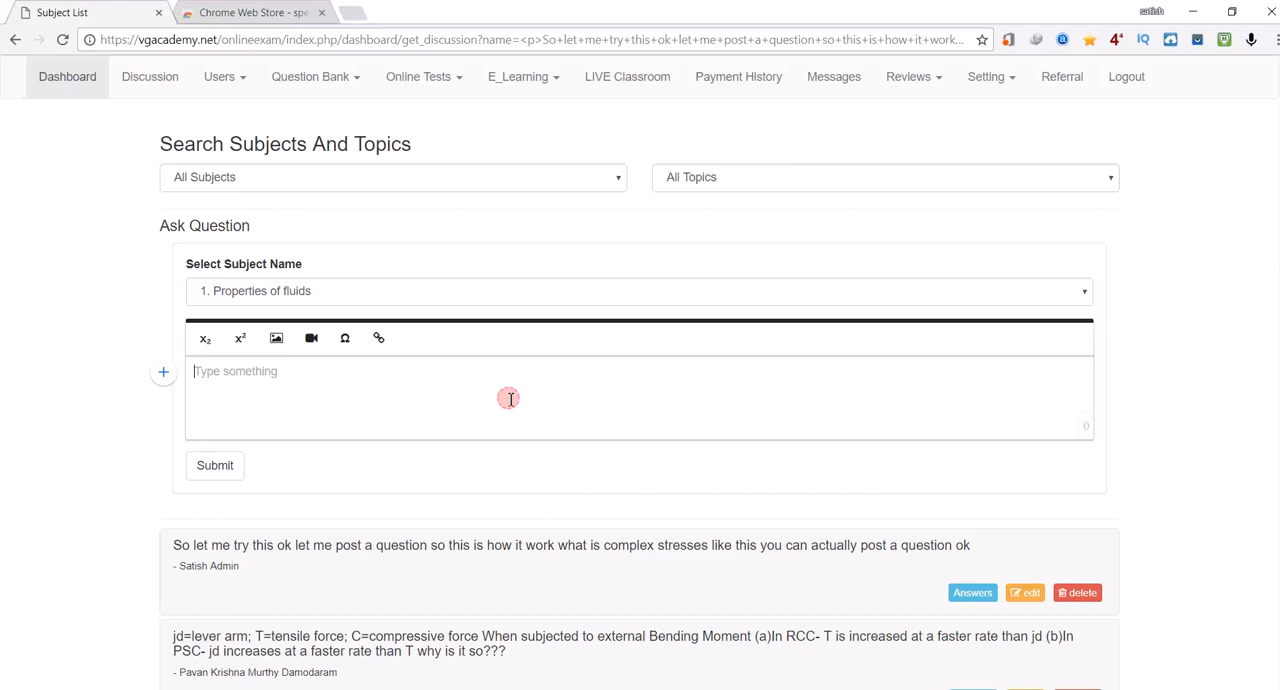 Subject List
Chrome Web Store - spe
satish
https://vgacademy.net/onlineexam/index.php/dashboard/get_discussion?name=<p>So+let+me+try+this+ok+let+me+post+a+question+so+this+is+how+it+work...
Dashboard Discussion Users Question Bank Online Tests E_Learning LIVE Classroom Payment History Messages Reviews Setting Referral Logout
Search Subjects And Topics
All Subjects All Topics
Ask Question
Select Subject Name
1. Properties of fluids
x₂ x² Ω
Type something
0
Submit
So let me try this ok let me post a question so this is how it work what is complex stresses like this you can actually post a question ok
- Satish Admin
Answers edit delete
jd=lever arm; T=tensile force; C=compressive force When subjected to external Bending Moment (a)In RCC- T is increased at a faster rate than jd (b)In
PSC- jd increases at a faster rate than T why is it so???
- Pavan Krishna Murthy Damodaram